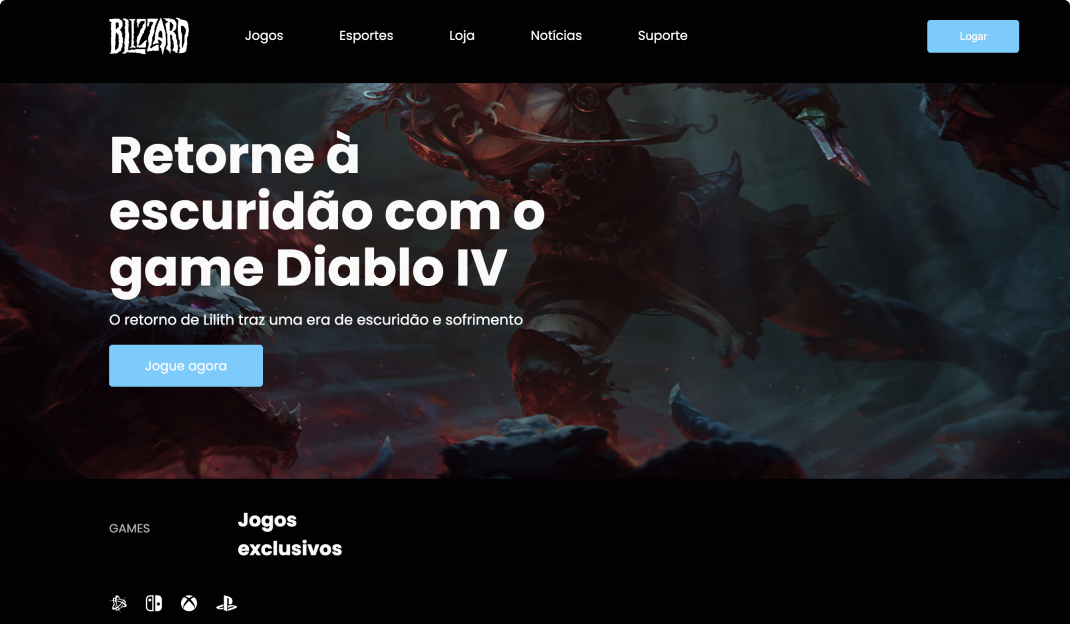 BLIZZARD
Jogos
Esportes
Loja
Notícias
Suporte
Logar
Retorne à
escuridão com o
game Diablo IV
O retorno de Lilith traz uma era de escuridão e sofrimento
Jogue agora
GAMES
Jogos
exclusivos